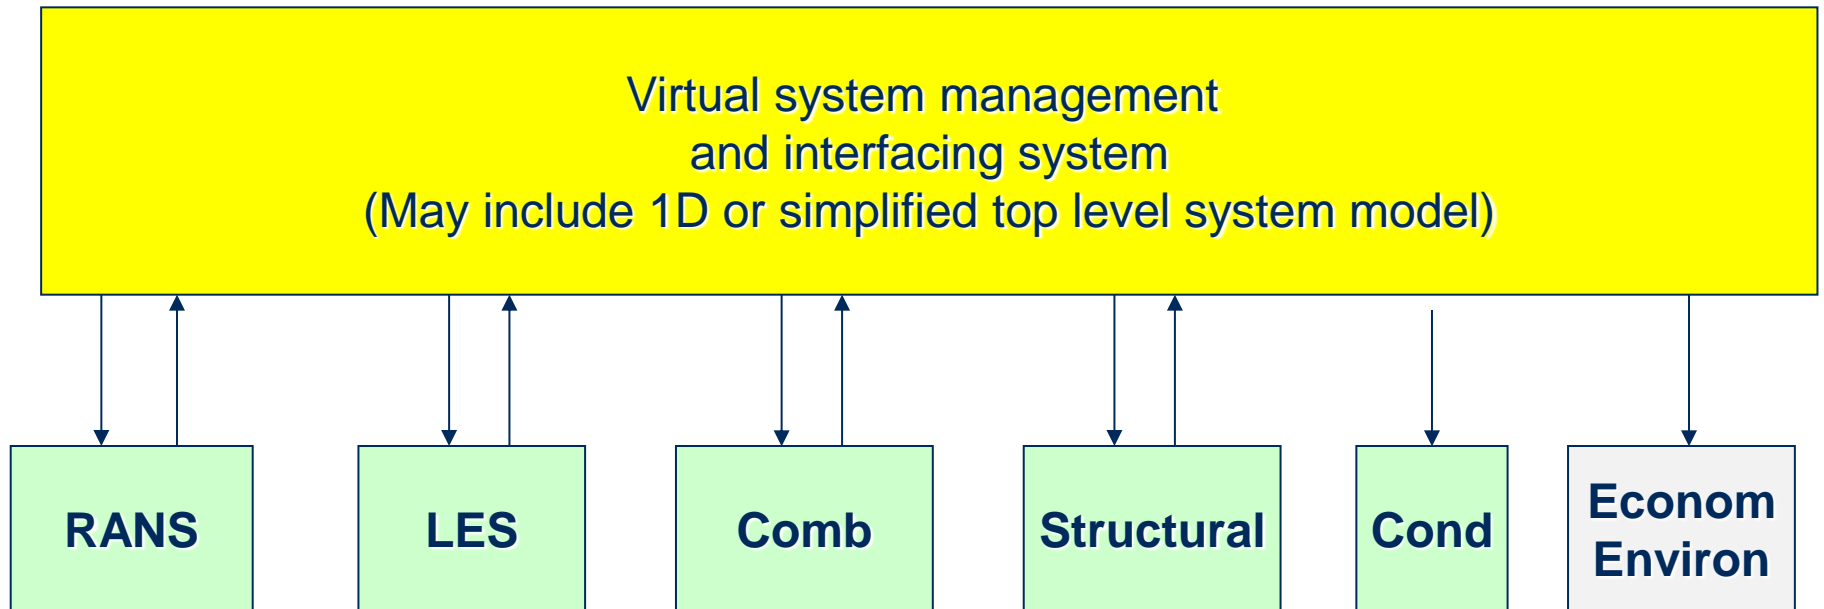 Virtual system management
and interfacing system
(May include 1D or simplified top level system model)
RANS
LES
Comb
Structural
Cond
Econom
Environ